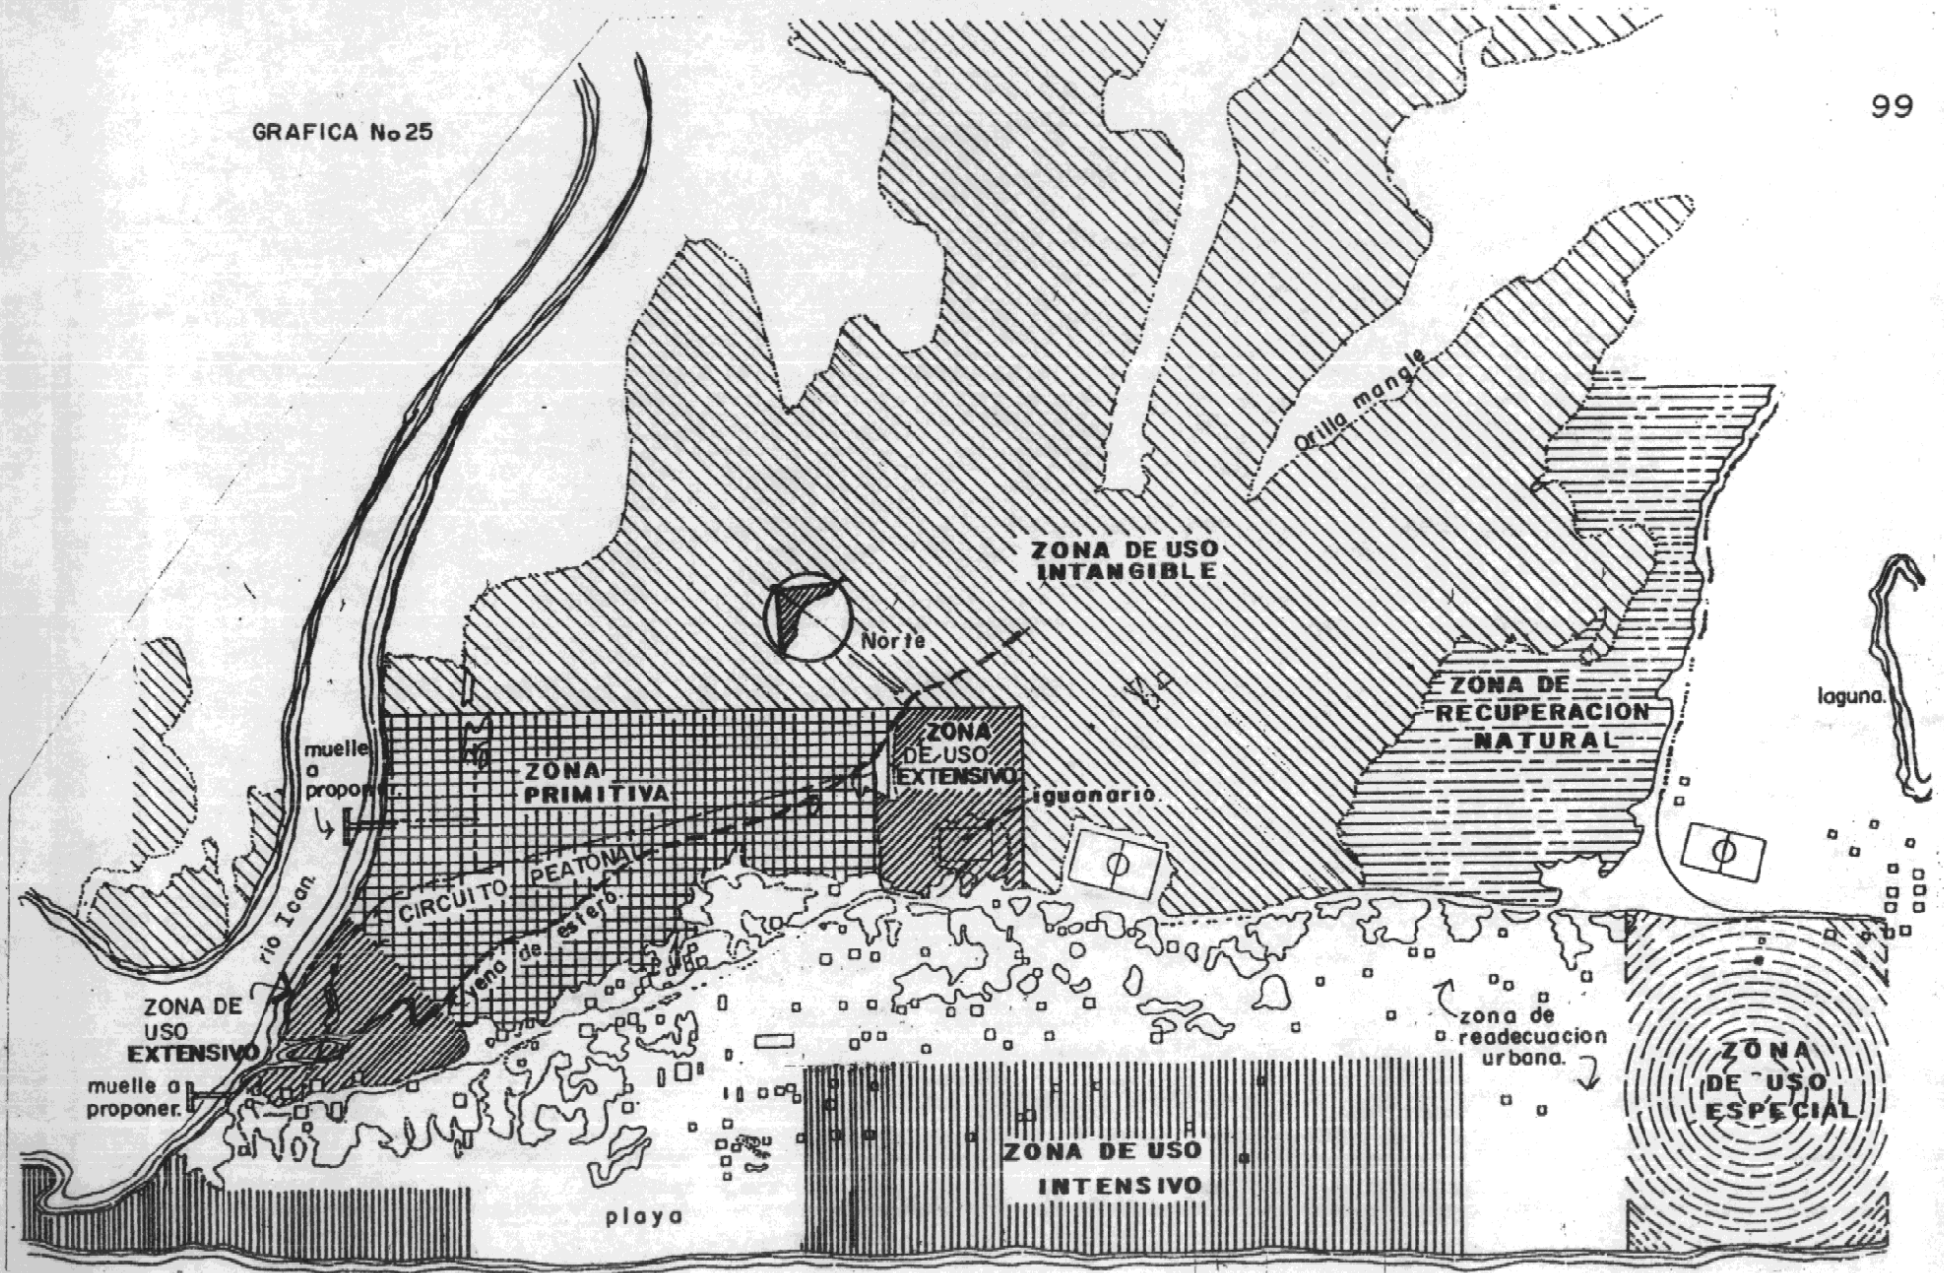 GRAFICA No 25
99
Orilla mangle
ZONA DE USO
INTANGIBLE
Norte
ZONA DE
RECUPERACION
NATURAL
laguna.
muelle
a
proponer.
ZONA
PRIMITIVA
ZONA
DE USO
EXTENSIVO
iguanario.
CIRCUITO PEATONAL
vena de estero.
rio Ican.
ZONA DE
USO
EXTENSIVO
muelle a
proponer.
zona de
readecuacion
urbana.
ZONA
DE USO
ESPECIAL
ZONA DE USO
INTENSIVO
playa